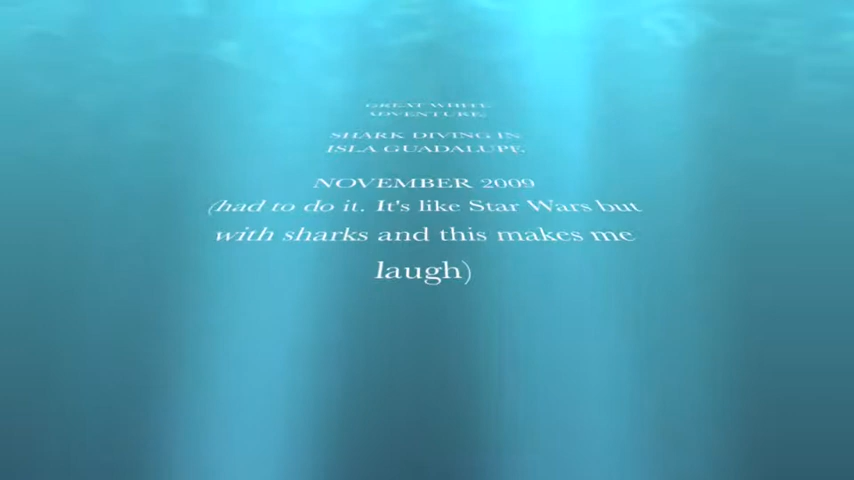 GREAT WHITE
ADVENTURE:
SHARK DIVING IN
ISLA GUADALUPE.
NOVEMBER 2009
(had to do it. It's like Star Wars but
with sharks and this makes me
laugh)